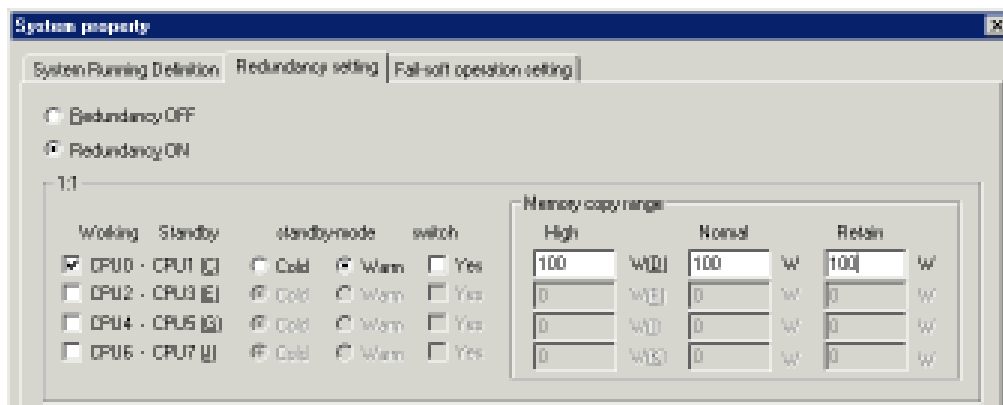 System property
System Running Definition Redundancy setting Fail-soft operation setting
Redundancy OFF
Redundancy ON
1:1
Memory copy range
Working Standby standby mode switch High Normal Retain
CPU0 - CPU1 (C) Cold Warm Yes 100 W(D) 100 W 100 W
CPU2 - CPU3 (E) Cold Warm Yes 0 W(F) 0 W 0 W
CPU4 - CPU5 (G) Cold Warm Yes 0 W(I) 0 W 0 W
CPU6 - CPU7 (J) Cold Warm Yes 0 W(K) 0 W 0 W